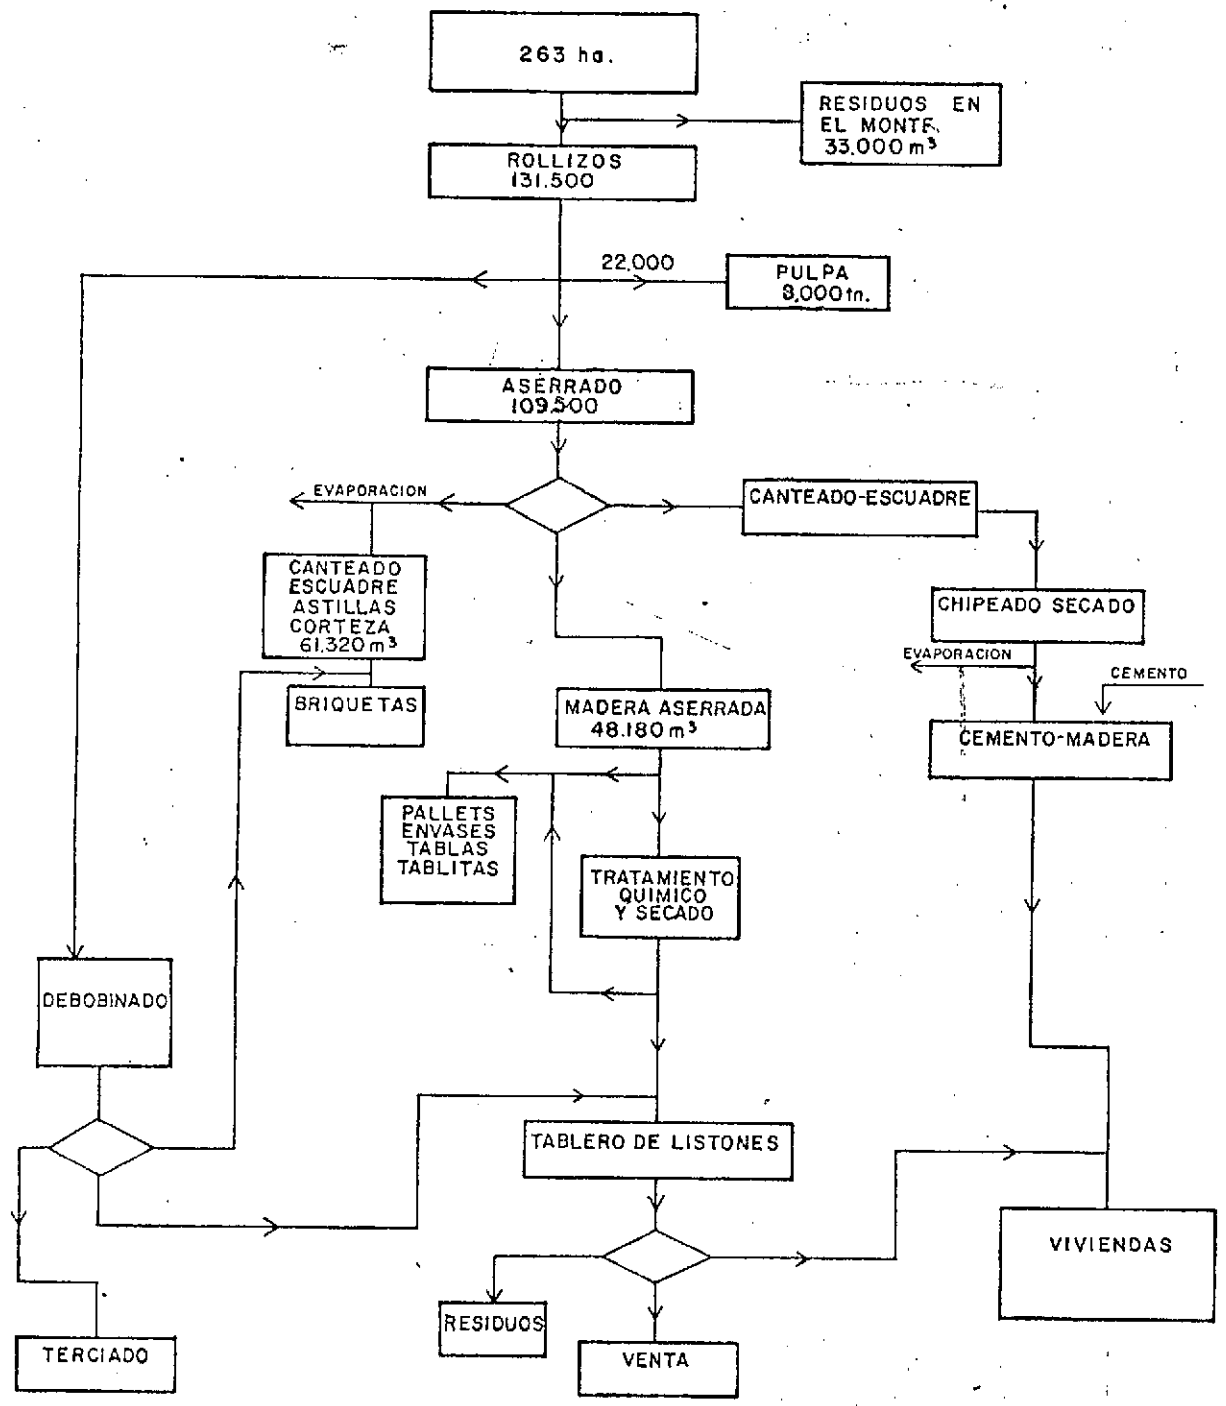 263 ha.
RESIDUOS EN
EL MONTE.
33,000 m³
ROLLIZOS
131.500
22,000
PULPA
8,000 tn.
ASERRADO
109.500
EVAPORACION
CANTEADO-ESCUADRE
CANTEADO
ESCUADRE
ASTILLAS
CORTEZA
61,320 m³
CHIPEADO SECADO
EVAPORACION
CEMENTO
BRIQUETAS
MADERA ASERRADA
48.180 m³
CEMENTO-MADERA
PALLETS
ENVASES
TABLAS
TABLITAS
TRATAMIENTO
QUIMICO
Y SECADO
DEBOBINADO
TABLERO DE LISTONES
VIVIENDAS
RESIDUOS
VENTA
TERCIADO